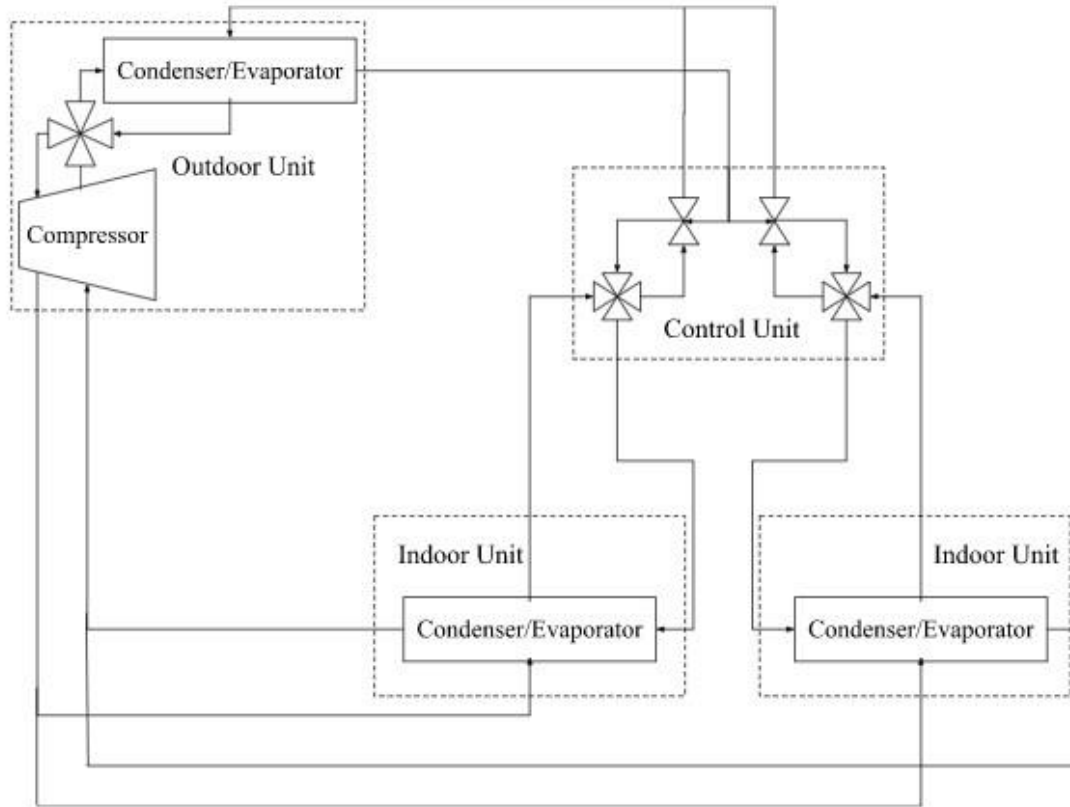 Condenser/Evaporator
Outdoor Unit
Compressor
Control Unit
Indoor Unit
Condenser/Evaporator
Indoor Unit
Condenser/Evaporator